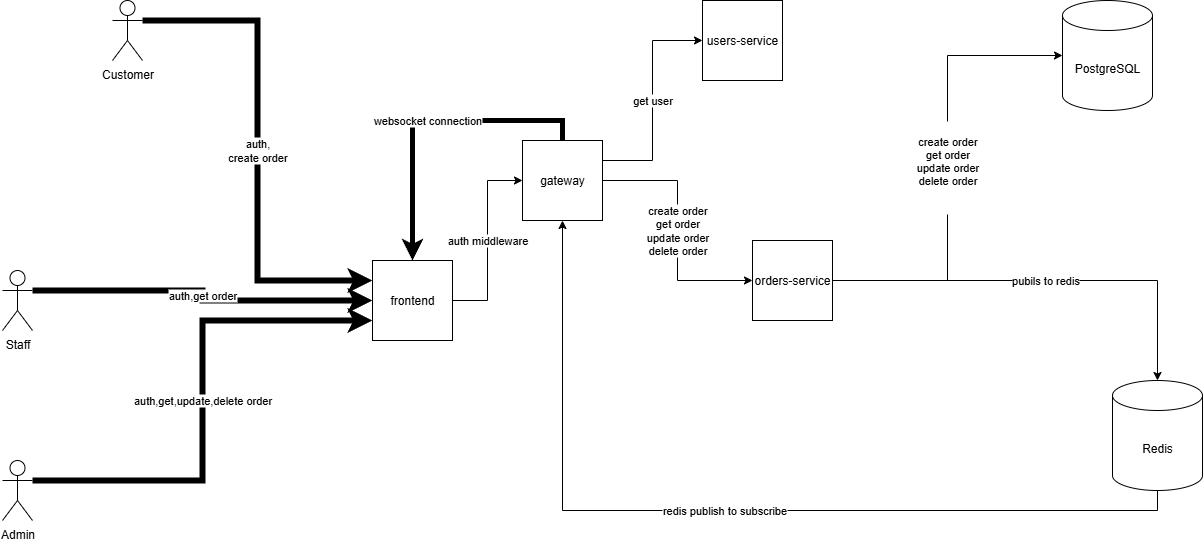 Customer
auth,
create order
Staff
auth,get order
Admin
auth,get,update,delete order
frontend
websocket connection
auth middleware
gateway
get user
users-service
create order
get order
update order
delete order
orders-service
create order
get order
update order
delete order
PostgreSQL
pubils to redis
Redis
redis publish to subscribe